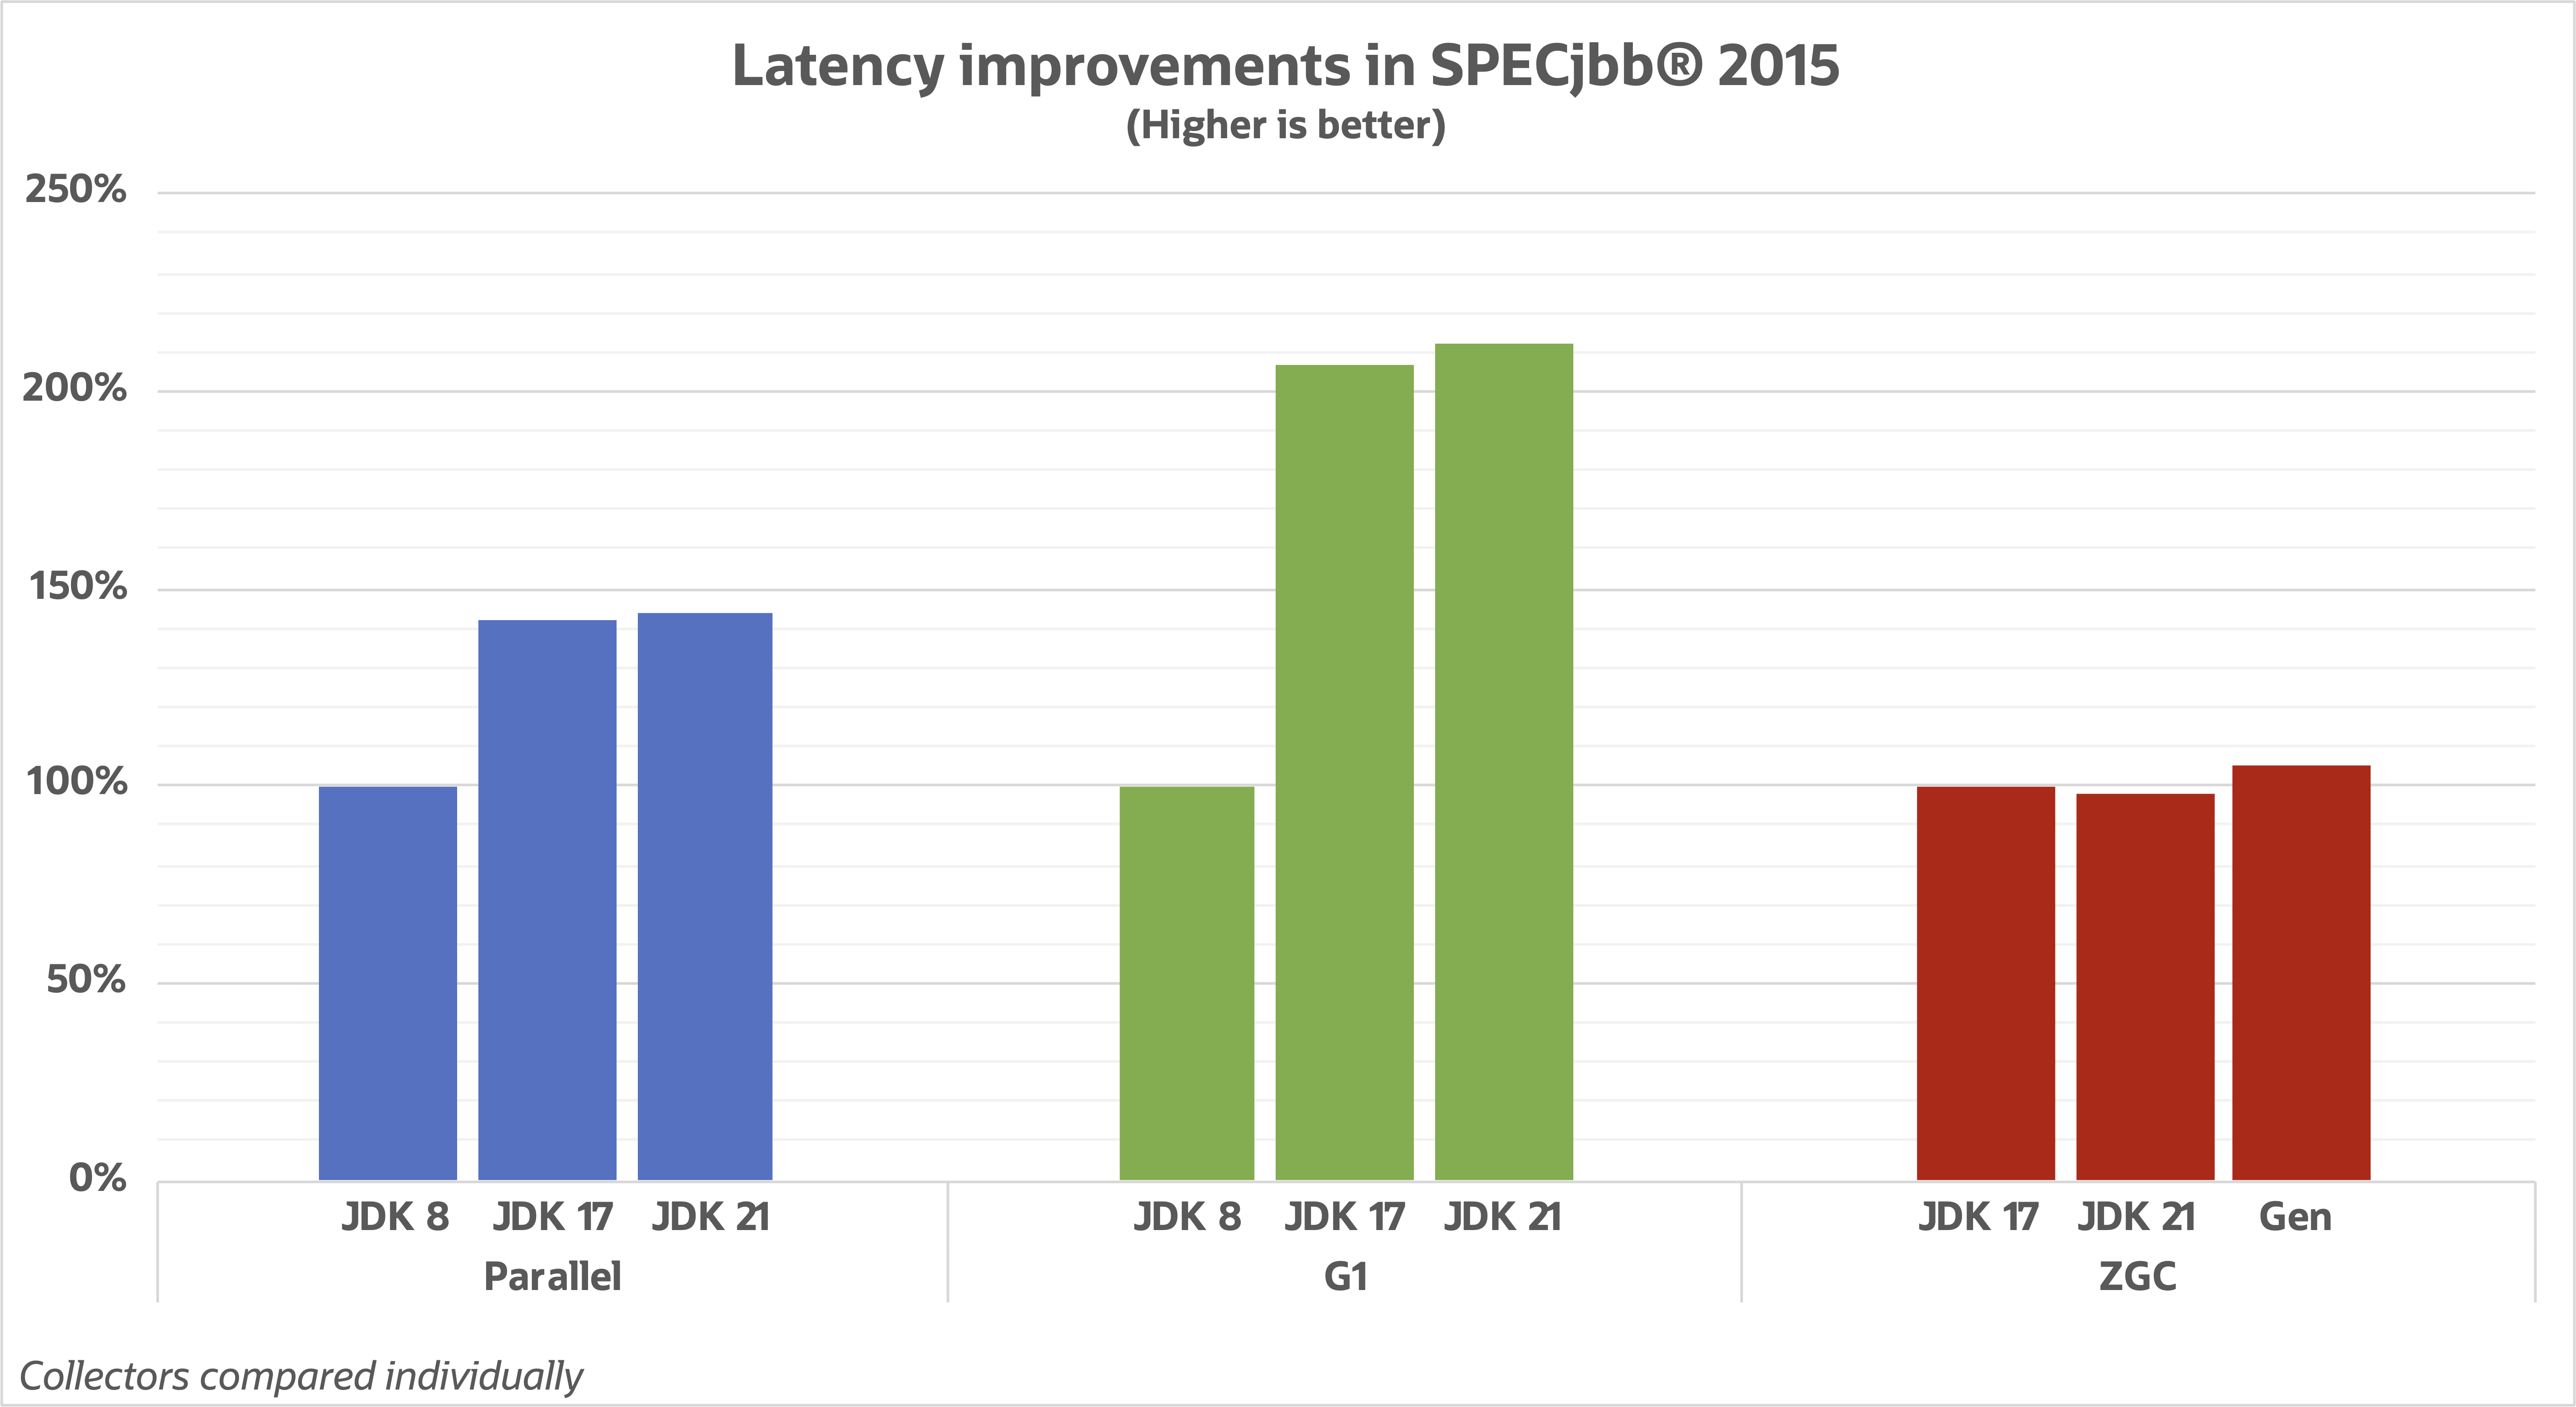 Latency improvements in SPECjbb® 2015
(Higher is better)
250%
200%
150%
100%
50%
0%
JDK 8 JDK 17 JDK 21 JDK 8 JDK 17 JDK 21 JDK 17 JDK 21 Gen
Parallel G1 ZGC
Collectors compared individually